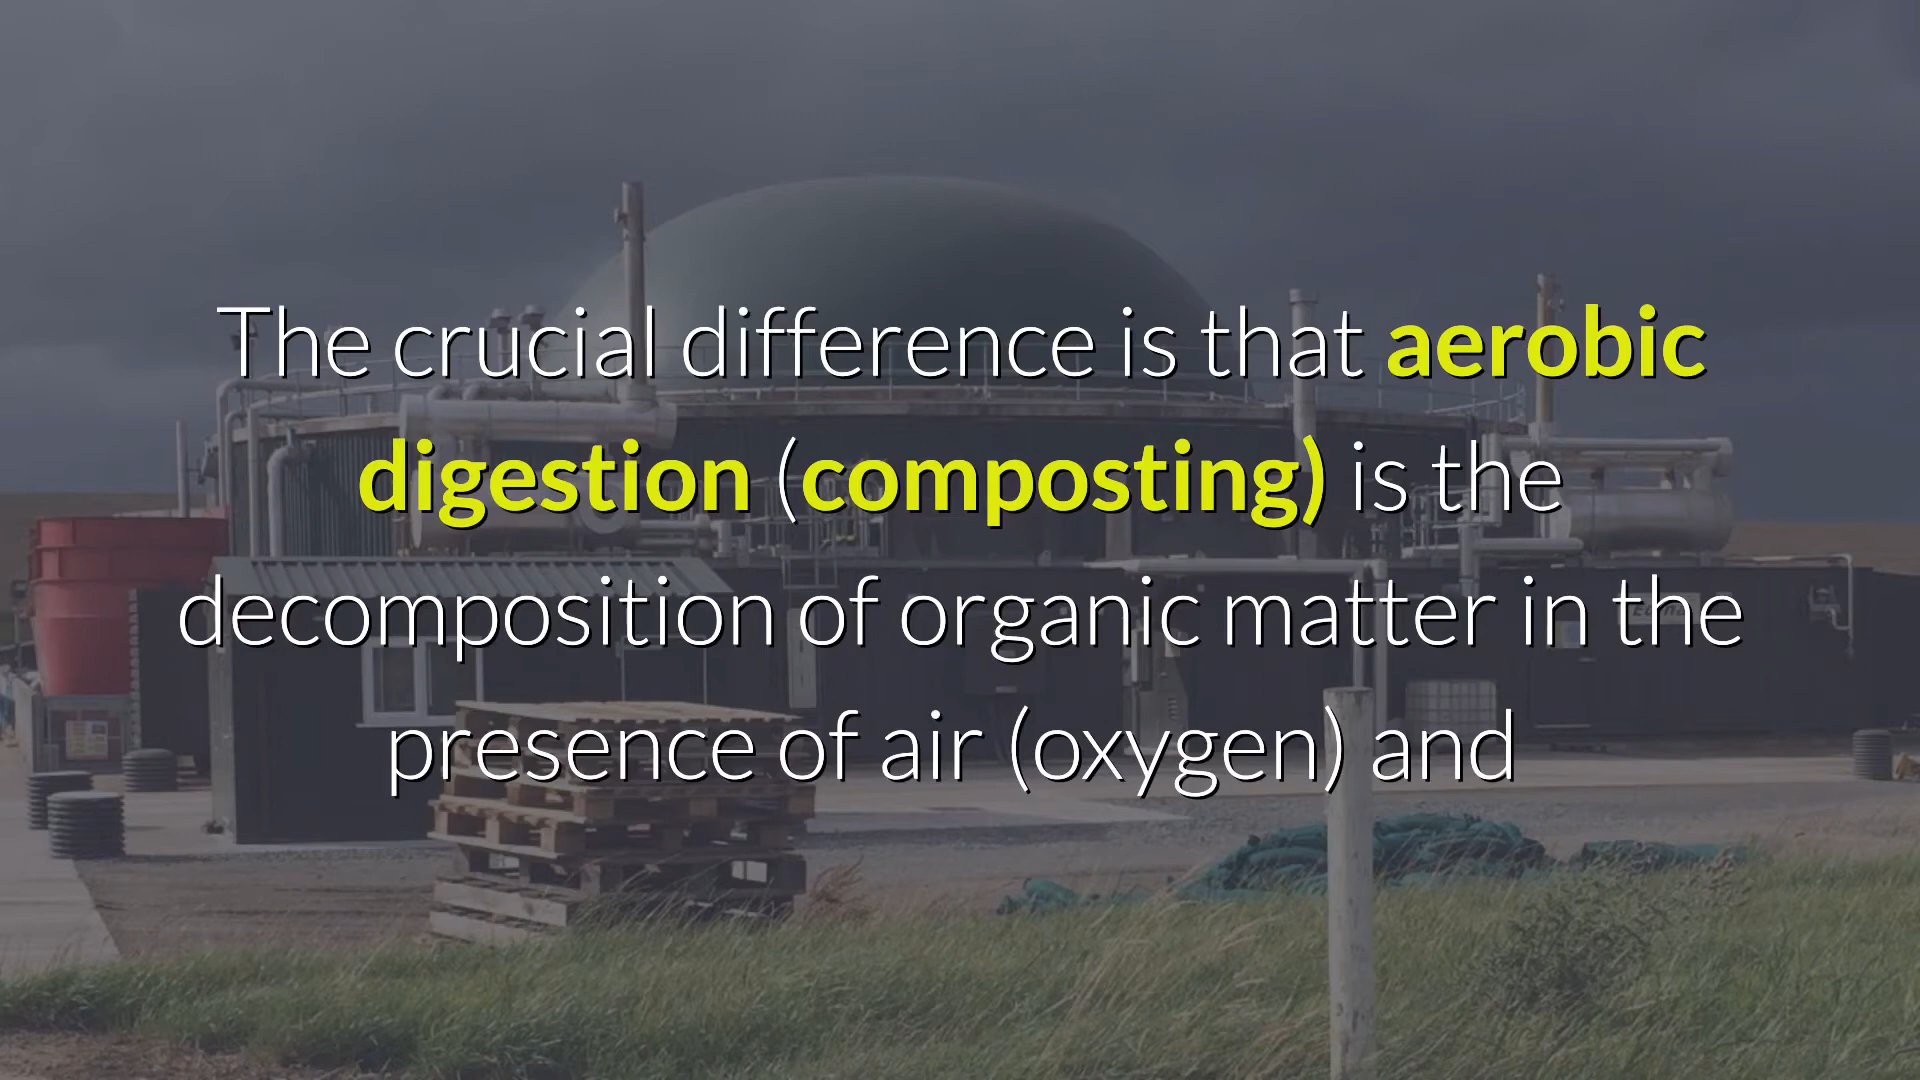 The crucial difference is that aerobic
digestion (composting) is the
decomposition of organic matter in the
presence of air (oxygen) and